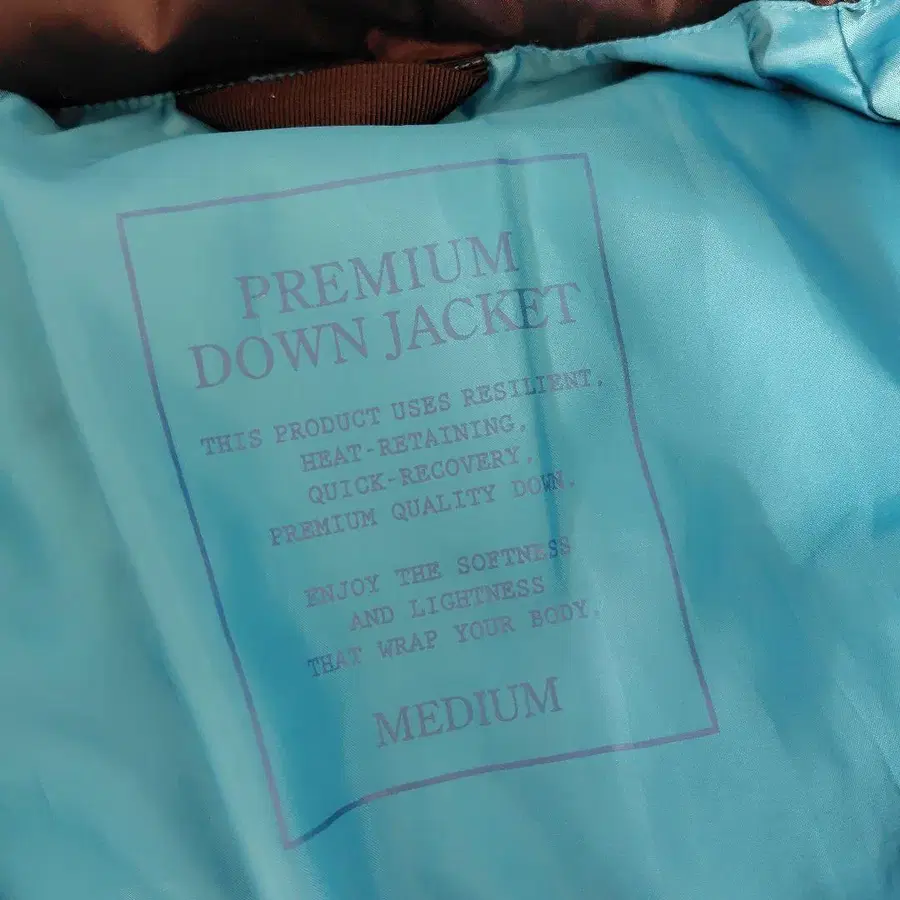 PREMIUM
DOWN JACKET
THIS PRODUCT USES RESILIENT,
HEAT-RETAINING,
QUICK-RECOVERY,
PREMIUM QUALITY DOWN.
ENJOY THE SOFTNESS
AND LIGHTNESS
THAT WRAP YOUR BODY.
MEDIUM